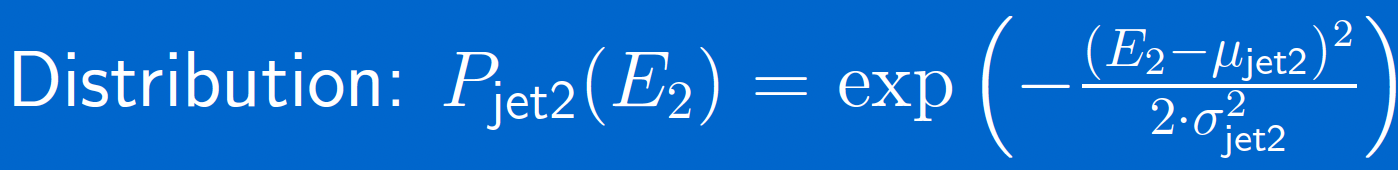 Distribution: P_jet2(E_2) = exp(−(E_2−μ_jet2)^2/(2·σ_jet2^2))